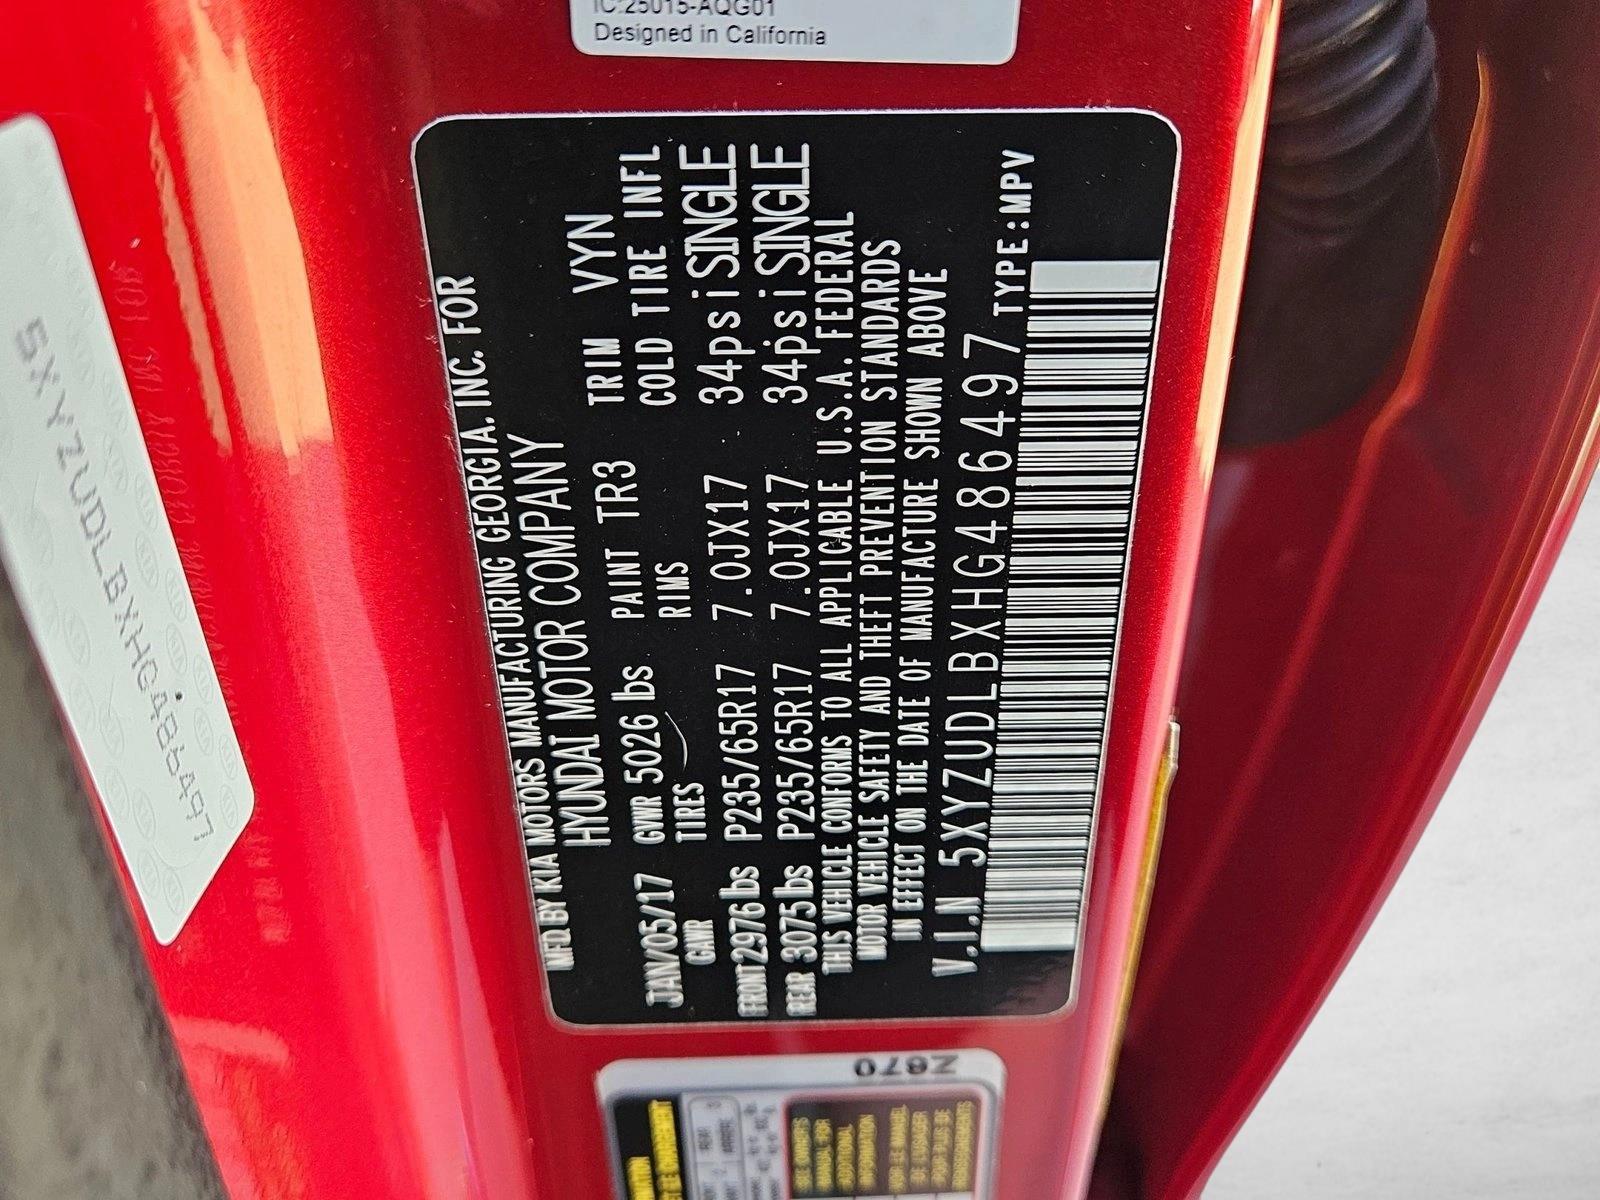 IC:25015-AQG01
Designed in California
MFD BY KIA MOTORS MANUFACTURING GEORGIA. INC. FOR
HYUNDAI MOTOR COMPANY
JAN/05/17 GVWR 5026 lbs PAINT TR3 TRIM VYN
GAWR TIRES RIMS COLD TIRE INFL
FRONT 2976 lbs P235/65R17 7.0JX17 34psi SINGLE
REAR 3075 lbs P235/65R17 7.0JX17 34psi SINGLE
THIS VEHICLE CONFORMS TO ALL APPLICABLE U.S.A. FEDERAL
MOTOR VEHICLE SAFETY AND THEFT PREVENTION STANDARDS
IN EFFECT ON THE DATE OF MANUFACTURE SHOWN ABOVE
V.I.N 5XYZUDLBXHG486497 TYPE:MPV
5XYZUDLBXHG486497
Z670